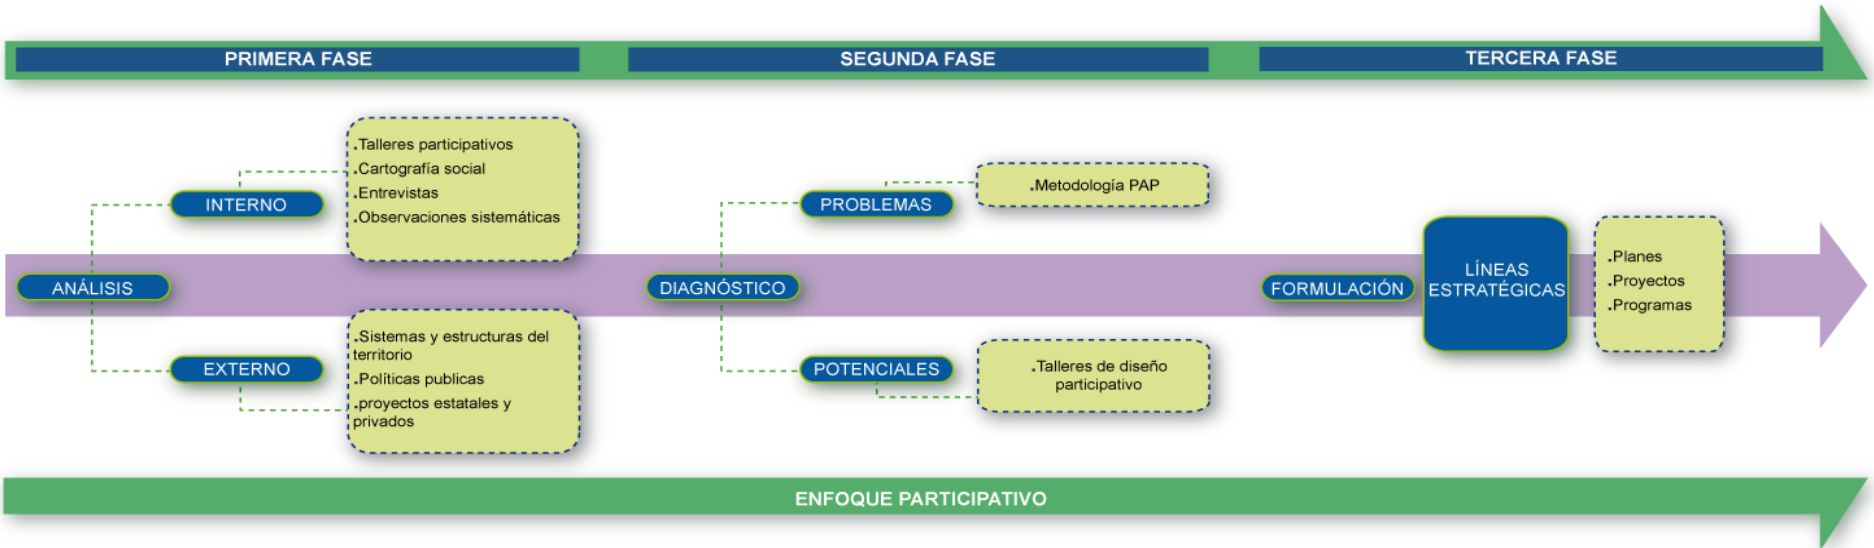 PRIMERA FASE
SEGUNDA FASE
TERCERA FASE
.Talleres participativos
.Cartografía social
.Entrevistas
.Observaciones sistemáticas
INTERNO
ANÁLISIS
EXTERNO
.Sistemas y estructuras del
territorio
.Políticas publicas
.proyectos estatales y
privados
.Metodología PAP
PROBLEMAS
DIAGNÓSTICO
POTENCIALES
.Talleres de diseño
participativo
FORMULACIÓN
LÍNEAS
ESTRATÉGICAS
.Planes
.Proyectos
.Programas
ENFOQUE PARTICIPATIVO